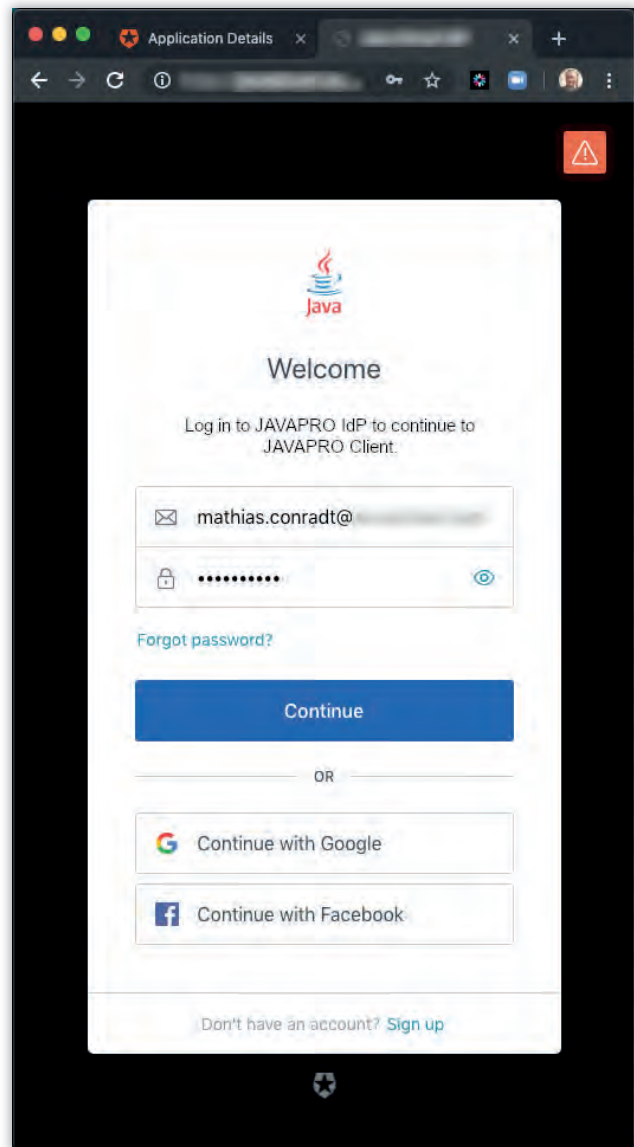 Application Details
Java
Welcome
Log in to JAVAPRO IdP to continue to
JAVAPRO Client.
mathias.conradt@
••••••••••
Forgot password?
Continue
OR
Continue with Google
Continue with Facebook
Don't have an account? Sign up